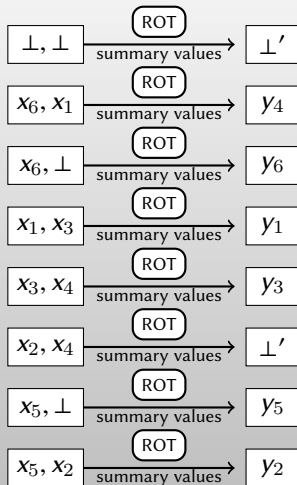 ROT
⊥, ⊥ summary values ⊥′
ROT
x₆, x₁ summary values y₄
ROT
x₆, ⊥ summary values y₆
ROT
x₁, x₃ summary values y₁
ROT
x₃, x₄ summary values y₃
ROT
x₂, x₄ summary values ⊥′
ROT
x₅, ⊥ summary values y₅
ROT
x₅, x₂ summary values y₂